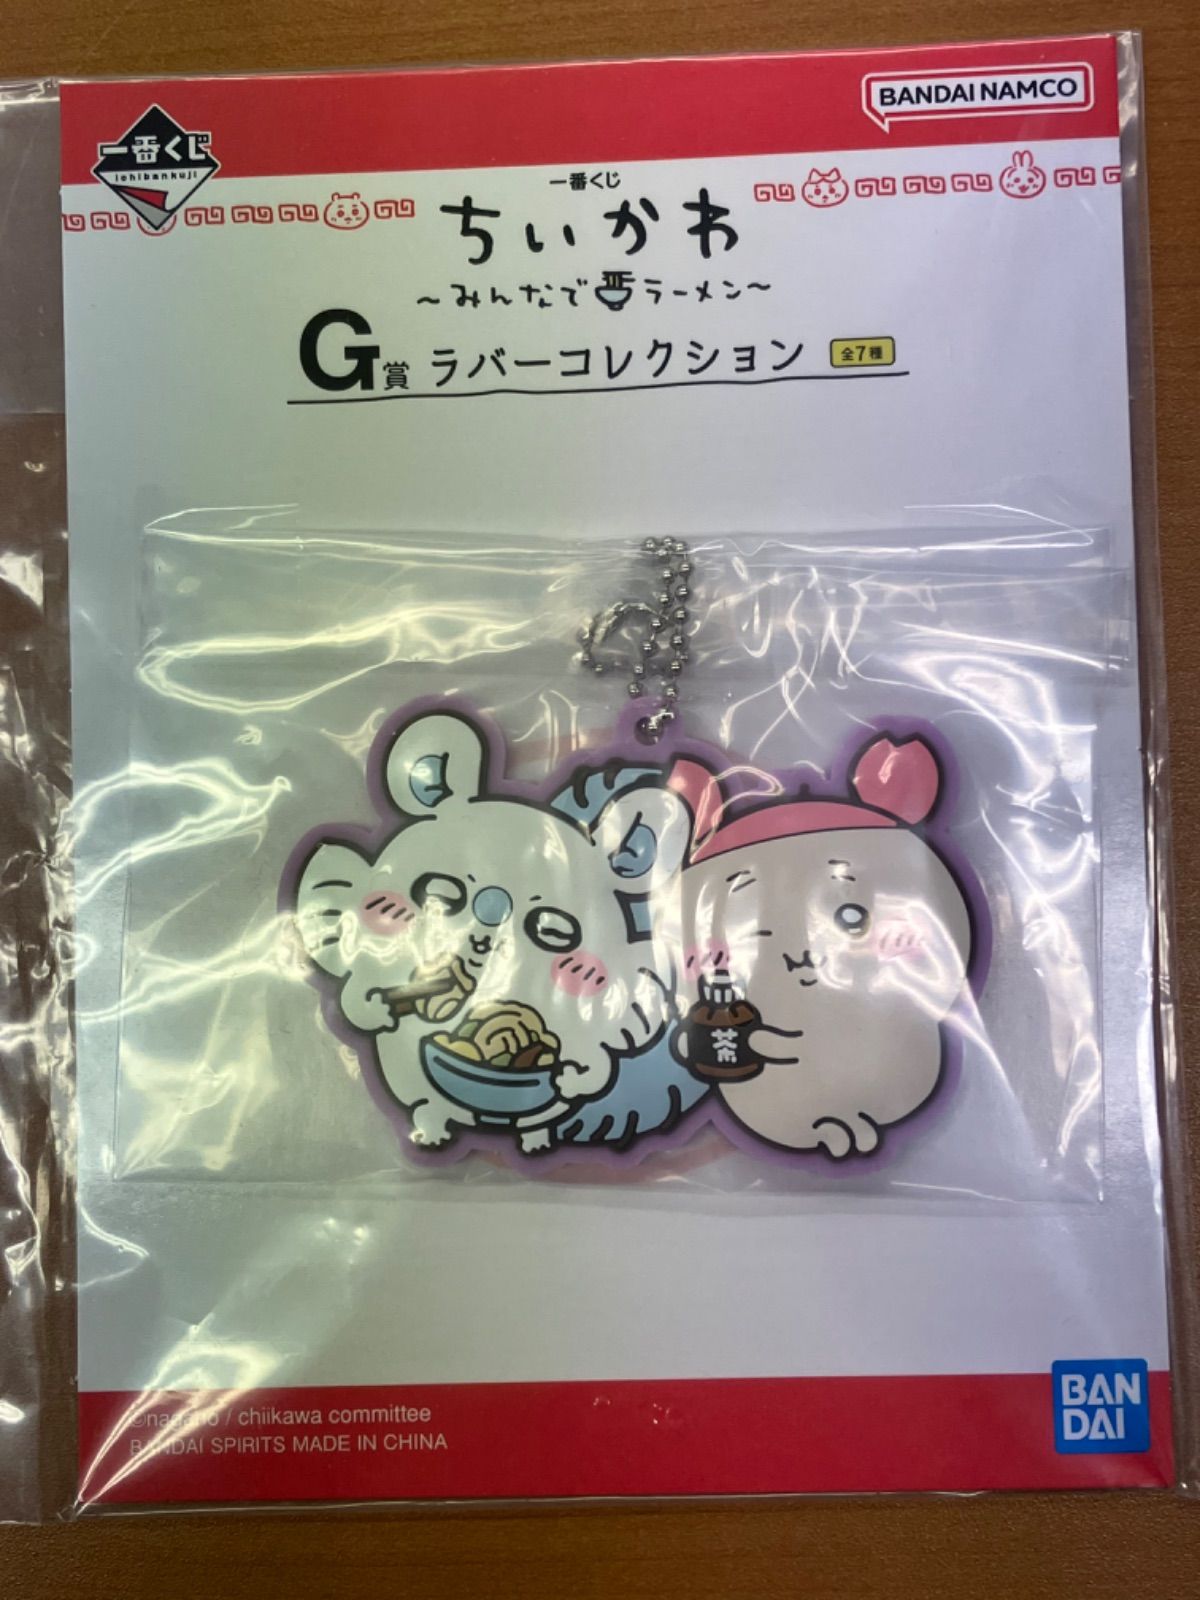 BANDAI NAMCO
一番くじ
ichibankuji
一番くじ
ちいかわ
～みんなでラーメン～
G賞 ラバーコレクション 全7種
茶
©nagano / chiikawa committee
BANDAI SPIRITS MADE IN CHINA
BAN
DAI